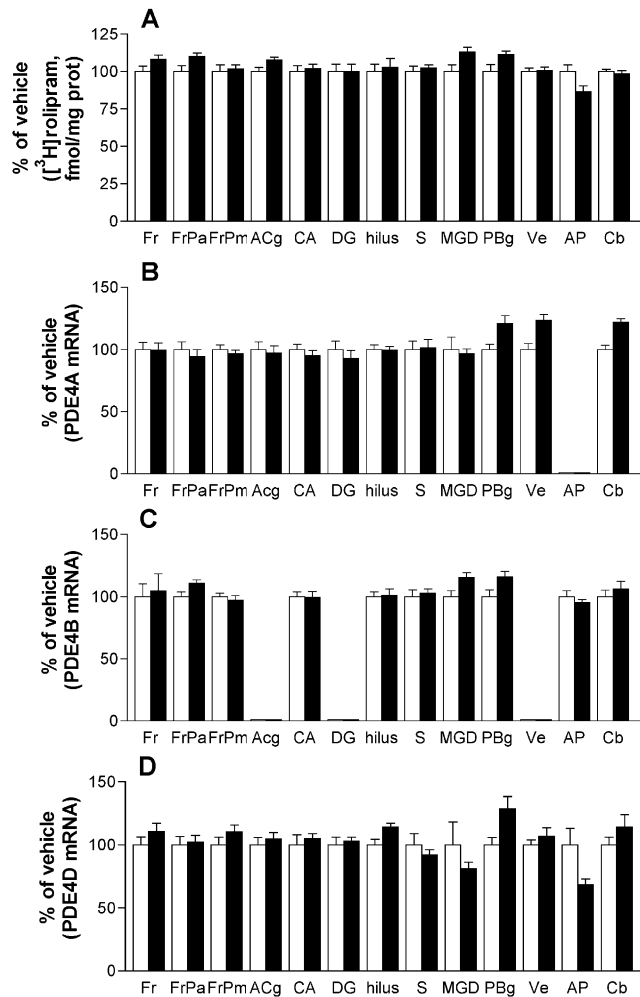 A
% of vehicle
([³H]rolipram,
fmol/mg prot)
125
100
75
50
25
0
Fr FrPa FrPm ACg CA DG hilus S MGD PBg Ve AP Cb
B
% of vehicle
(PDE4A mRNA)
150
100
50
0
Fr FrPa FrPm Acg CA DG hilus S MGD PBg Ve AP Cb
C
% of vehicle
(PDE4B mRNA)
150
100
50
0
Fr FrPa FrPm Acg CA DG hilus S MGD PBg Ve AP Cb
D
% of vehicle
(PDE4D mRNA)
150
100
50
0
Fr FrPa FrPm ACg CA DG hilus S MGD PBg Ve AP Cb